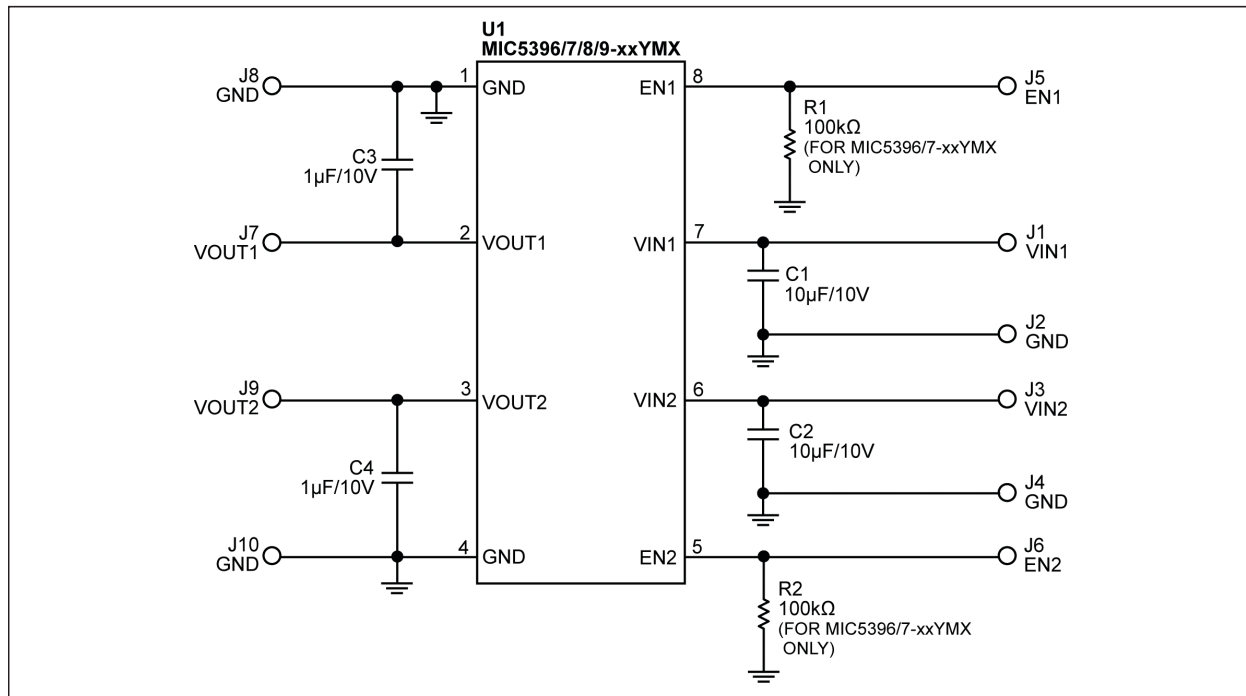 U1
MIC5396/7/8/9-xxYMX
J8
GND
1
GND
EN1
8
J5
EN1
R1
100kΩ
(FOR MIC5396/7-xxYMX
ONLY)
C3
1µF/10V
J7
VOUT1
2
VOUT1
VIN1
7
J1
VIN1
C1
10µF/10V
J2
GND
J9
VOUT2
3
VOUT2
VIN2
6
J3
VIN2
C2
10µF/10V
C4
1µF/10V
J4
GND
J10
GND
4
GND
EN2
5
J6
EN2
R2
100kΩ
(FOR MIC5396/7-xxYMX
ONLY)